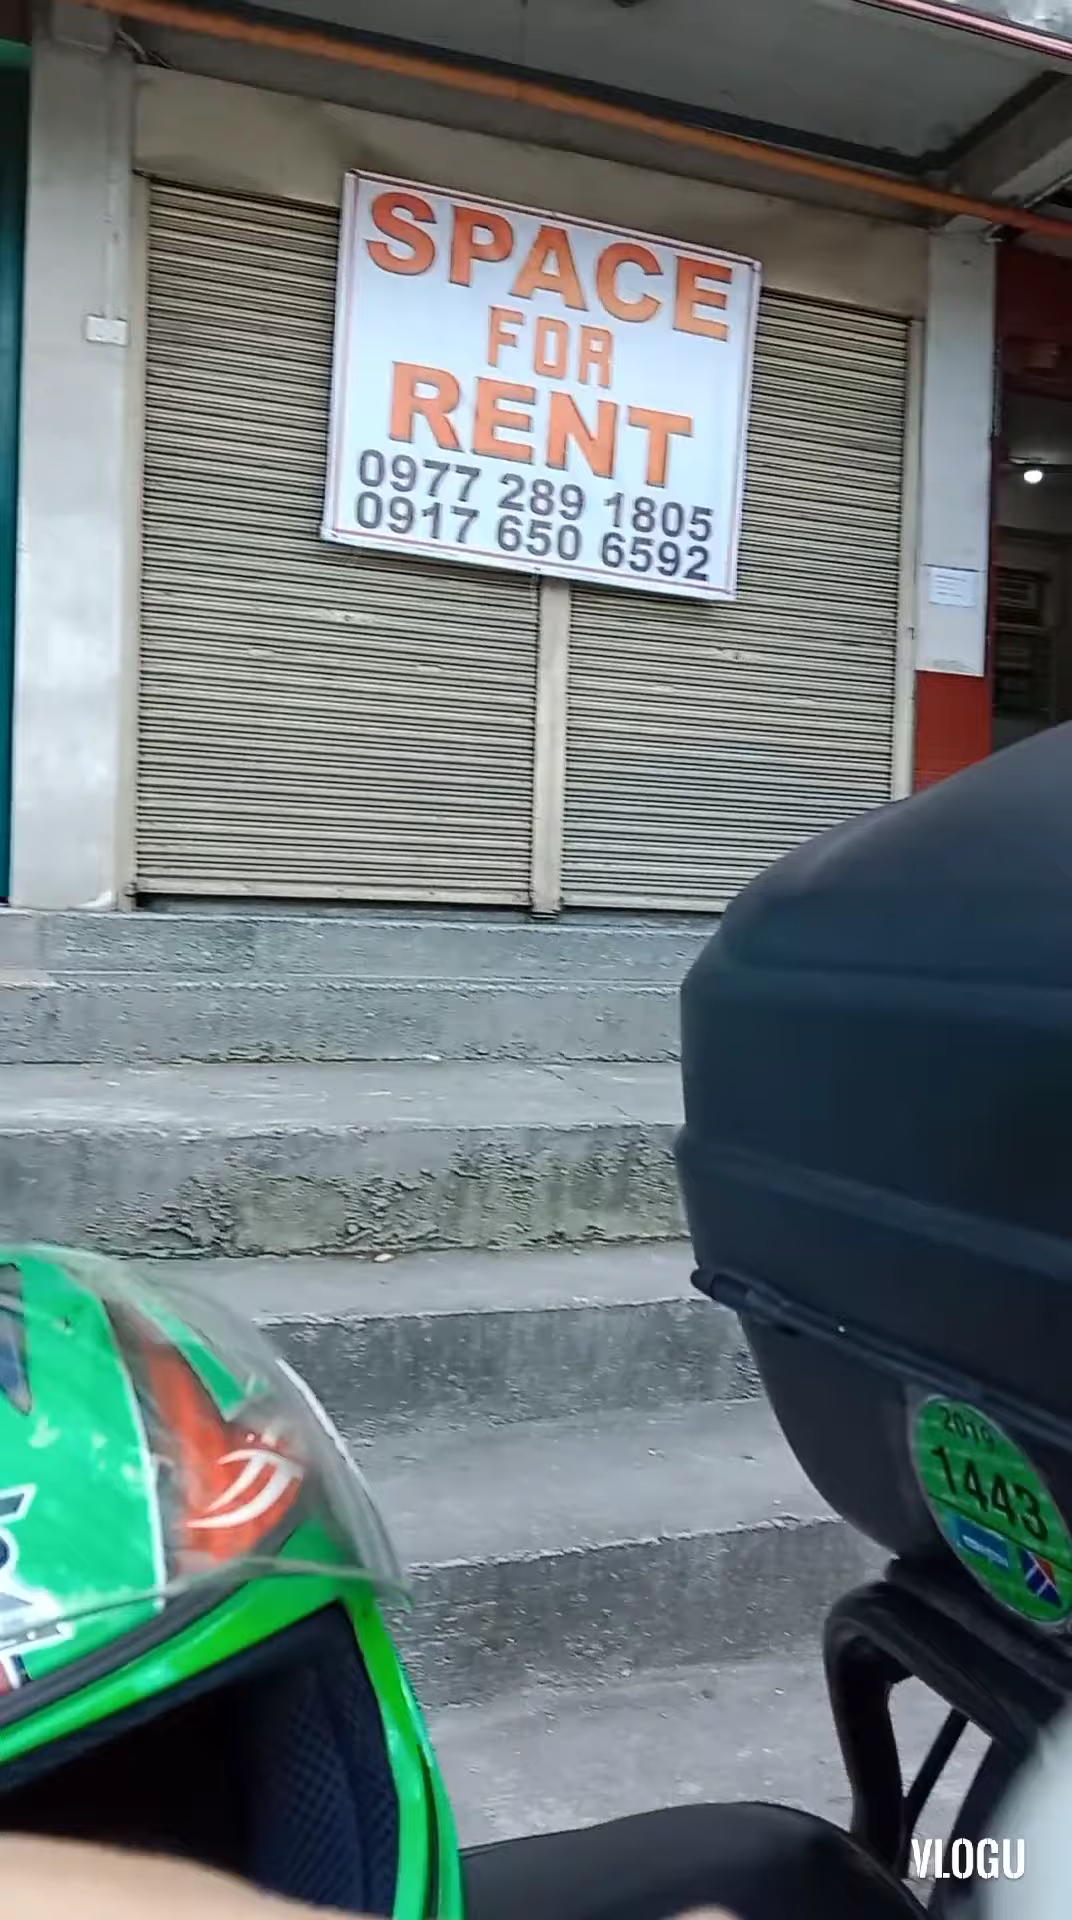 SPACE
FOR
RENT
0977 289 1805
0917 650 6592
2019
1443
VLOGU